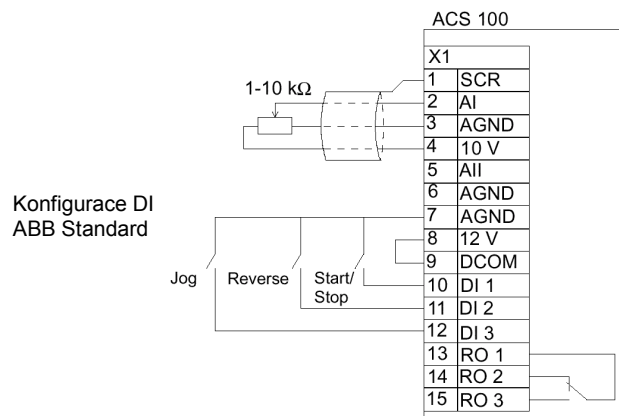 ACS 100
X1
1 SCR
1-10 kΩ
2 AI
3 AGND
4 10 V
5 AII
6 AGND
Konfigurace DI
ABB Standard
7 AGND
8 12 V
9 DCOM
Jog Reverse Start/
Stop
10 DI 1
11 DI 2
12 DI 3
13 RO 1
14 RO 2
15 RO 3